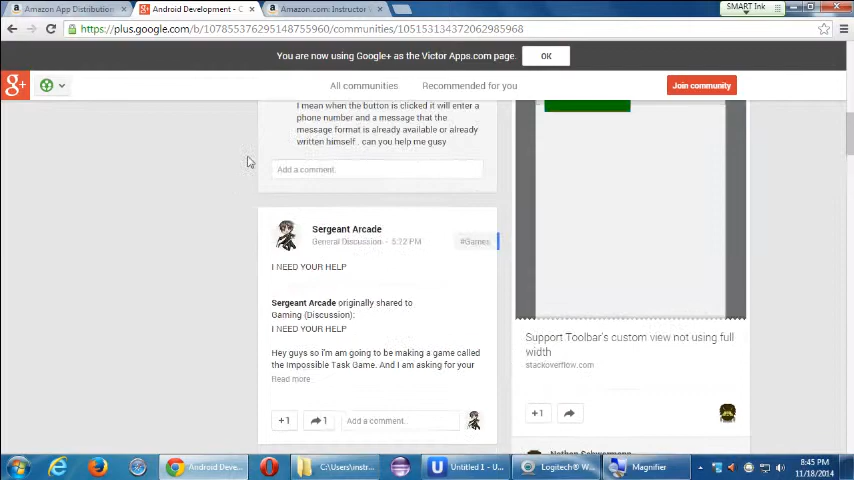 Amazon App Distribution
Android Development - C
Amazon.com: Instructor
SMART Ink
https://plus.google.com/b/107855376295148755960/communities/105153134372062985968
You are now using Google+ as the Victor Apps.com page.
OK
g+
All communities
Recommended for you
Join community
I mean when the button is clicked it will enter a
phone number and a message that the
message format is already available or already
written himself.. can you help me gusy
Add a comment.
Sergeant Arcade
General Discussion - 5:22 PM
#Games
I NEED YOUR HELP
Sergeant Arcade originally shared to
Gaming (Discussion):
I NEED YOUR HELP
Hey guys so i'm am going to be making a game called
the Impossible Task Game. And I am asking for your
Read more
+1
1
Add a comment..
Support Toolbar's custom view not using full
width
stackoverflow.com
+1
Nathan Schwermann
Android Deve...
C:\Users\instr...
Untitled 1 - U...
Logitech® W...
Magnifier
8:45 PM
11/18/2014